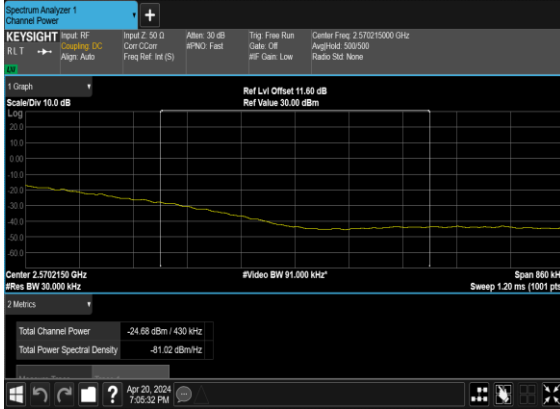 Spectrum Analyzer 1
Channel Power
+
KEYSIGHT Input: RF Input Z: 50 Ω Atten: 30 dB Trig: Free Run Center Freq: 2.570215000 GHz
RLT Coupling: DC Corr CCorr #PNO: Fast Gate: Off Avg|Hold: 500/500
Align: Auto Freq Ref: Int (S) #IF Gain: Low Radio Std: None
1 Graph
Ref Lvl Offset 11.60 dB
Scale/Div 10.0 dB Ref Value 30.00 dBm
Log
20.0
10.0
0.00
-10.0
-20.0
-30.0
-40.0
-50.0
-60.0
Center 2.5702150 GHz #Video BW 91.000 kHz* Span 860 kH
#Res BW 30.000 kHz Sweep 1.20 ms (1001 pts
2 Metrics
Total Channel Power -24.68 dBm / 430 kHz
Total Power Spectral Density -81.02 dBm/Hz
? Apr 20, 2024
7:05:32 PM